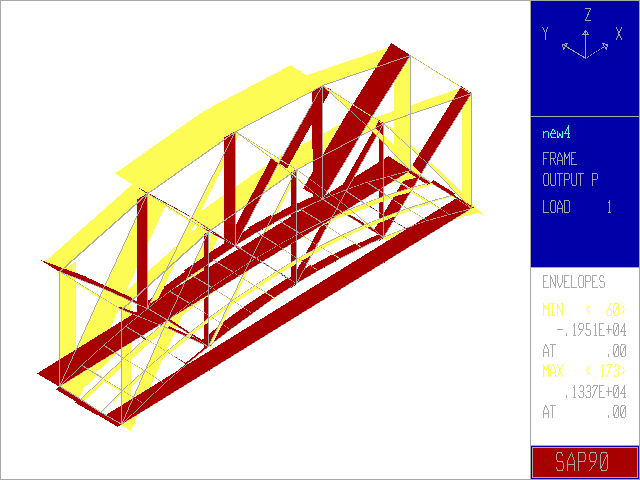 Z
Y X
new4
FRAME
OUTPUT P
LOAD 1
ENVELOPES
MIN < 60>
-.1951E+04
AT .00
MAX < 173>
.1337E+04
AT .00
SAP90